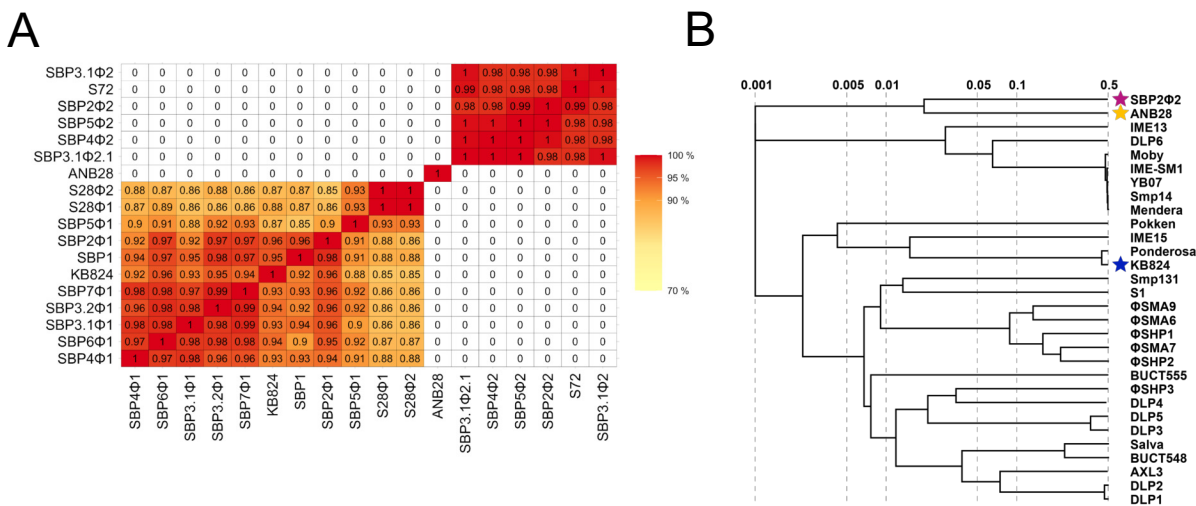 A
SBP3.1Φ2 0 0 0 0 0 0 0 0 0 0 0 0 1 0.98 0.98 0.98 1 1
S72 0 0 0 0 0 0 0 0 0 0 0 0 0.99 0.98 0.98 0.98 1 1
SBP2Φ2 0 0 0 0 0 0 0 0 0 0 0 0 0.98 0.98 0.99 1 0.99 0.98
SBP5Φ2 0 0 0 0 0 0 0 0 0 0 0 0 1 1 1 1 0.98 0.98
SBP4Φ2 0 0 0 0 0 0 0 0 0 0 0 0 1 1 1 1 0.98 0.98
SBP3.1Φ2.1 0 0 0 0 0 0 0 0 0 0 0 0 1 1 1 0.98 0.98 1
ANB28 0 0 0 0 0 0 0 0 0 0 0 1 0 0 0 0 0 0
S28Φ2 0.88 0.87 0.86 0.88 0.86 0.86 0.87 0.85 0.93 1 1 0 0 0 0 0 0 0
S28Φ1 0.87 0.89 0.86 0.86 0.86 0.88 0.87 0.86 0.93 1 1 0 0 0 0 0 0 0
SBP5Φ1 0.9 0.91 0.88 0.92 0.93 0.87 0.85 0.9 1 0.93 0.93 0 0 0 0 0 0 0
SBP2Φ1 0.92 0.97 0.92 0.97 0.97 0.96 0.96 1 0.91 0.88 0.86 0 0 0 0 0 0 0
SBP1 0.94 0.97 0.95 0.98 0.97 0.95 1 0.98 0.91 0.88 0.88 0 0 0 0 0 0 0
KB824 0.92 0.96 0.93 0.95 0.94 1 0.92 0.96 0.88 0.85 0.85 0 0 0 0 0 0 0
SBP7Φ1 0.98 0.98 0.97 0.99 1 0.93 0.93 0.96 0.92 0.86 0.86 0 0 0 0 0 0 0
SBP3.2Φ1 0.96 0.98 0.98 1 0.99 0.94 0.94 0.96 0.92 0.86 0.86 0 0 0 0 0 0 0
SBP3.1Φ1 0.98 0.98 1 0.98 0.99 0.93 0.94 0.96 0.9 0.86 0.86 0 0 0 0 0 0 0
SBP6Φ1 0.97 1 0.98 0.98 0.98 0.94 0.9 0.95 0.92 0.87 0.87 0 0 0 0 0 0 0
SBP4Φ1 1 0.97 0.98 0.96 0.96 0.93 0.93 0.94 0.91 0.88 0.88 0 0 0 0 0 0 0
SBP4Φ1 SBP6Φ1 SBP3.1Φ1 SBP3.2Φ1 SBP7Φ1 KB824 SBP1 SBP2Φ1 SBP5Φ1 S28Φ1 S28Φ2 ANB28 SBP3.1Φ2.1 SBP4Φ2 SBP5Φ2 SBP2Φ2 S72 SBP3.1Φ2
100 %
95 %
90 %
70 %
B
0.001 0.005 0.01 0.05 0.1 0.5
SBP2Φ2
ANB28
IME13
DLP6
Moby
IME-SM1
YB07
Smp14
Mendera
Pokken
IME15
Ponderosa
KB824
Smp131
S1
ΦSMA9
ΦSMA6
ΦSHP1
ΦSMA7
ΦSHP2
BUCT555
ΦSHP3
DLP4
DLP5
DLP3
Salva
BUCT548
AXL3
DLP2
DLP1